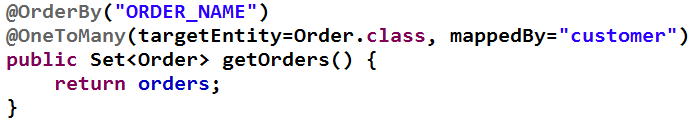 @OrderBy("ORDER_NAME")
@OneToMany(targetEntity=Order.class, mappedBy="customer")
public Set<Order> getOrders() {
    return orders;
}